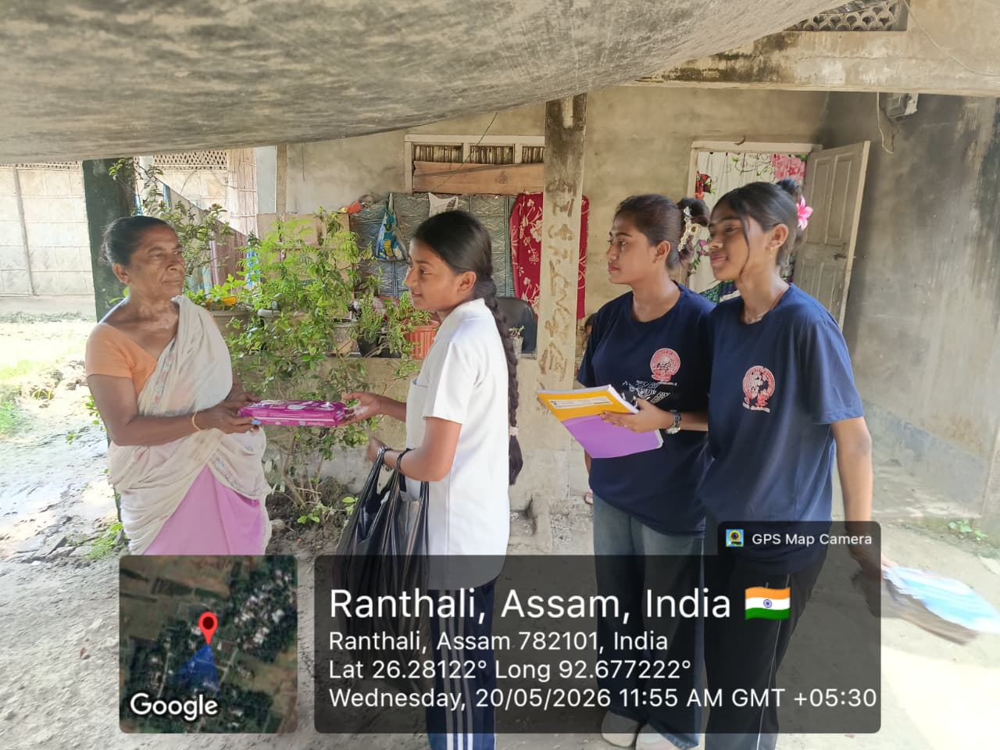 GPS Map Camera
Ranthali, Assam, India
Ranthali, Assam 782101, India
Lat 26.28122° Long 92.677222°
Wednesday, 20/05/2026 11:55 AM GMT +05:30
Google